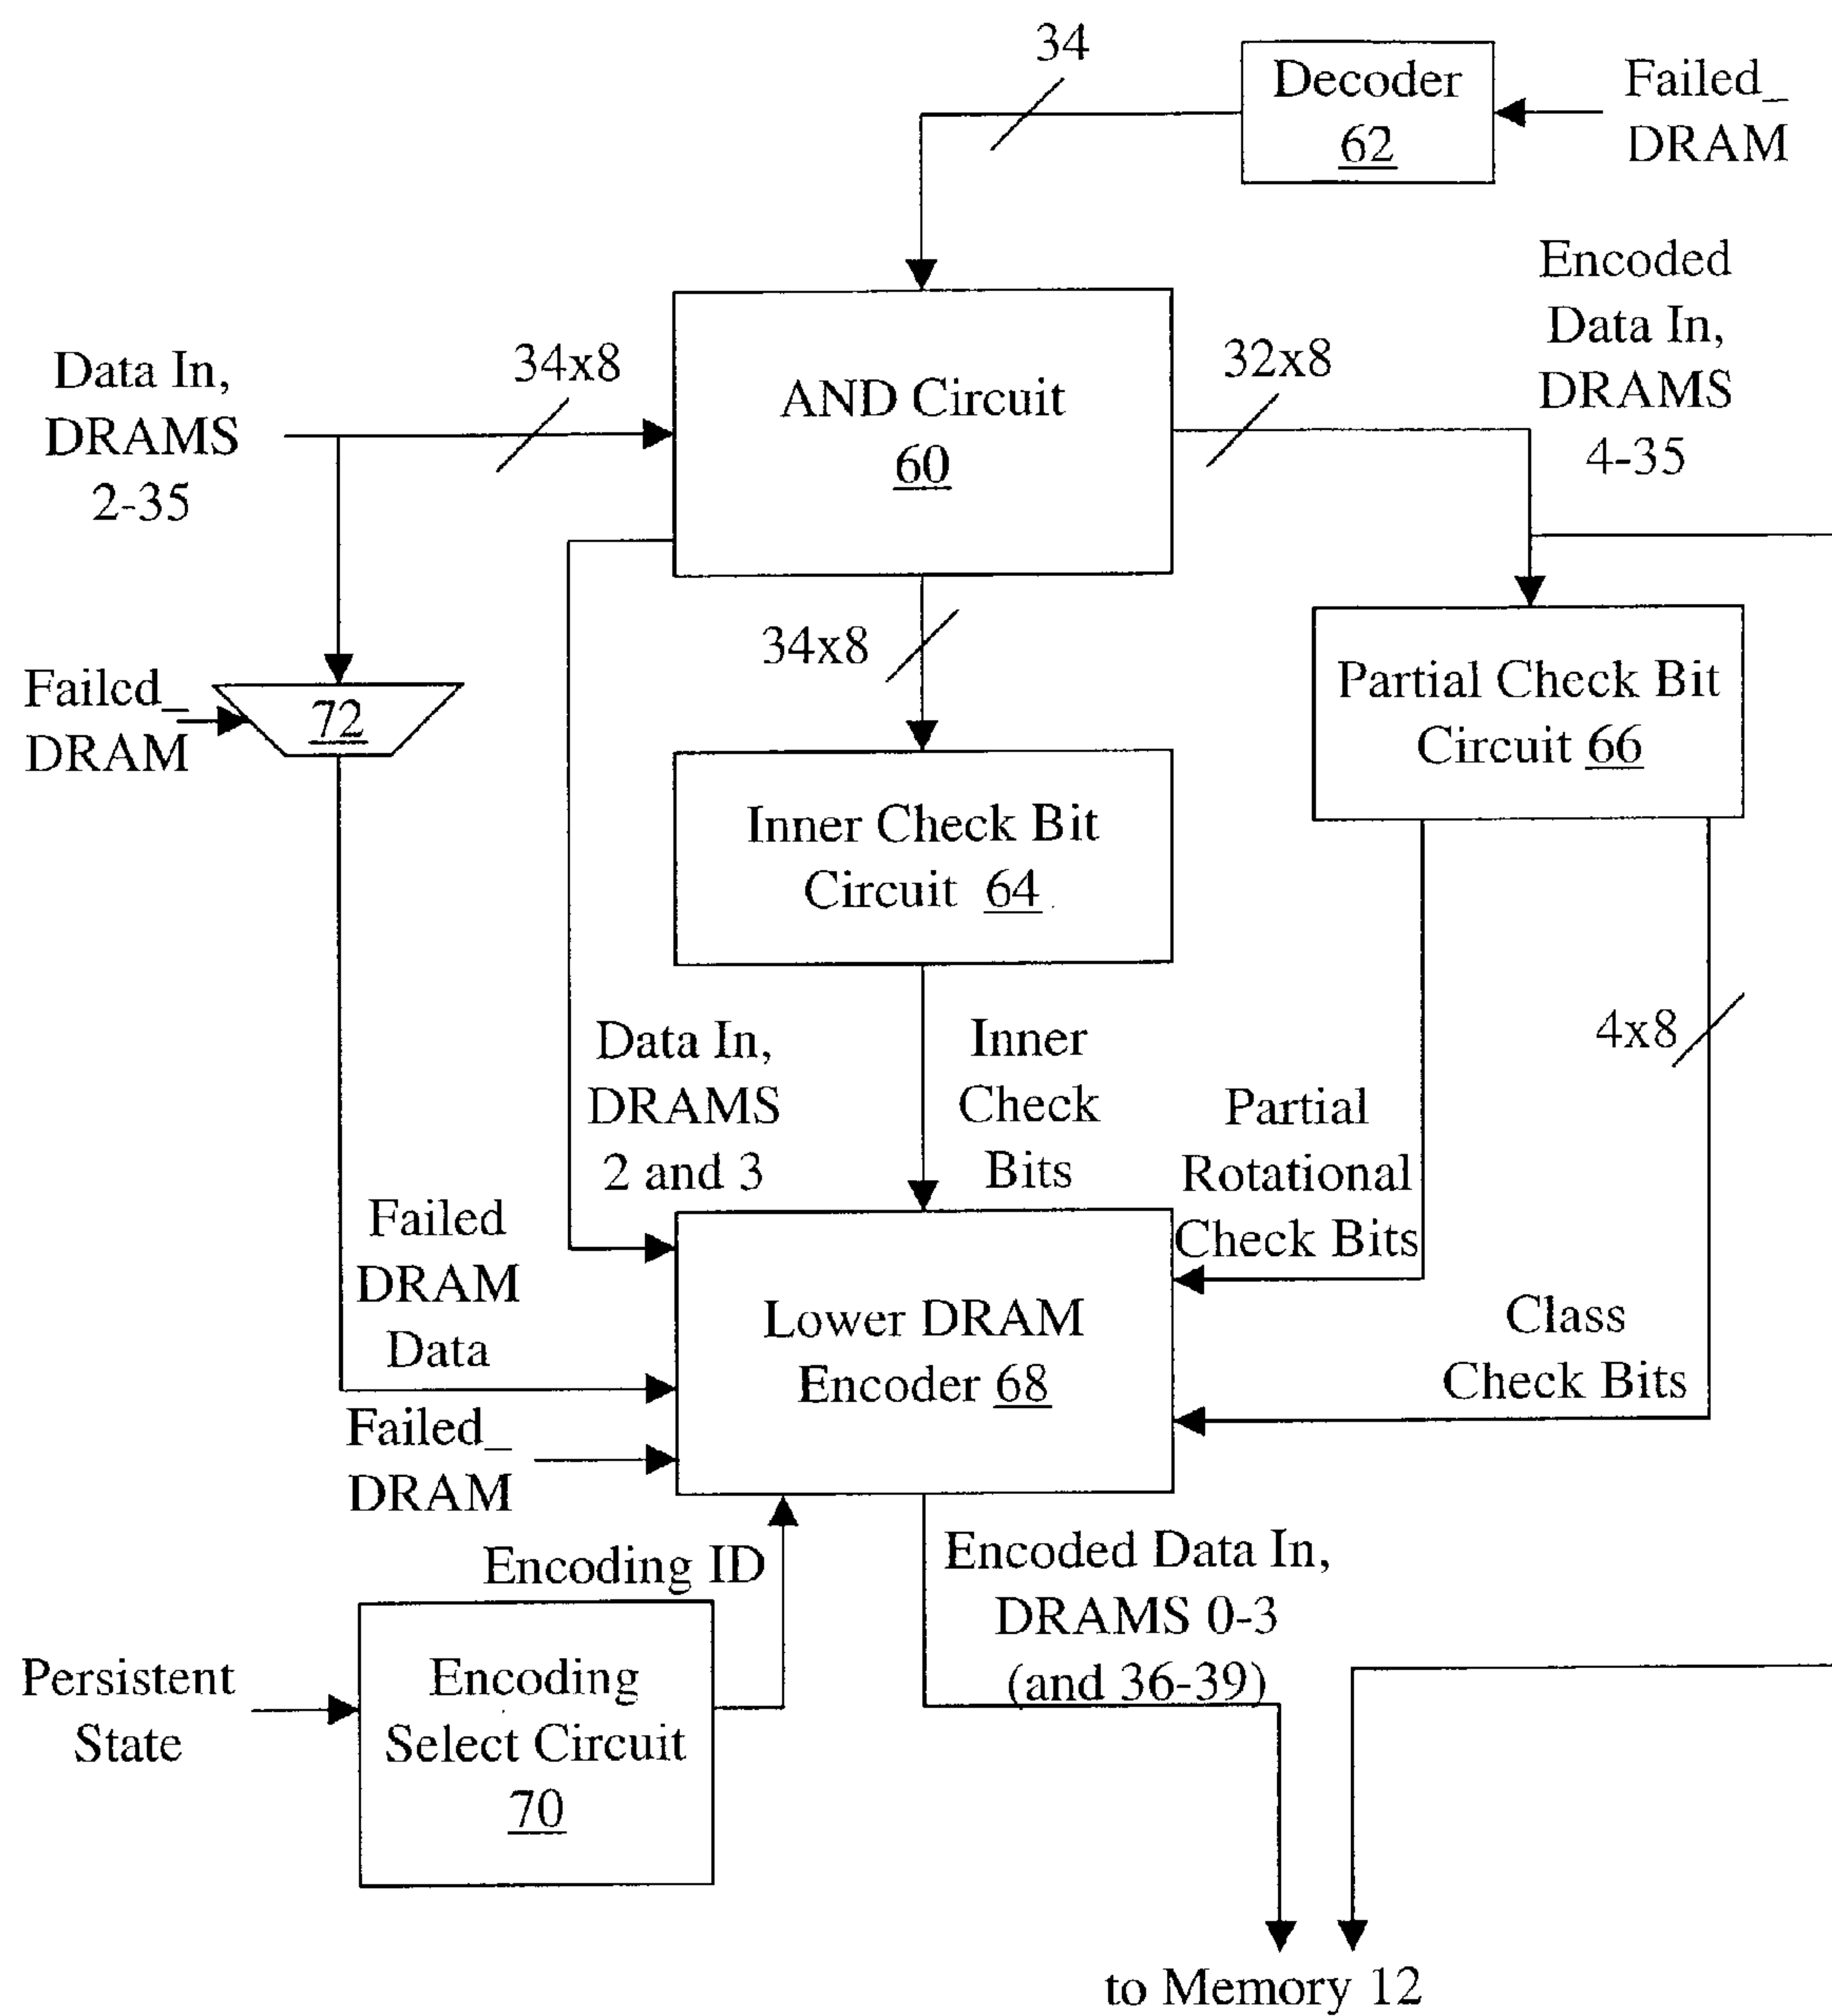 34
Decoder
62
Failed_
DRAM
Encoded
Data In,
DRAMS
4-35
Data In,
DRAMS
2-35
34x8
AND Circuit
60
32x8
34x8
Failed_
DRAM
72
Partial Check Bit
Circuit 66
Inner Check Bit
Circuit 64
4x8
Data In,
DRAMS
2 and 3
Inner
Check
Bits
Partial
Rotational
Check Bits
Failed
DRAM
Data
Lower DRAM
Encoder 68
Class
Check Bits
Failed_
DRAM
Encoding ID
Encoded Data In,
DRAMS 0-3
(and 36-39)
Persistent
State
Encoding
Select Circuit
70
to Memory 12